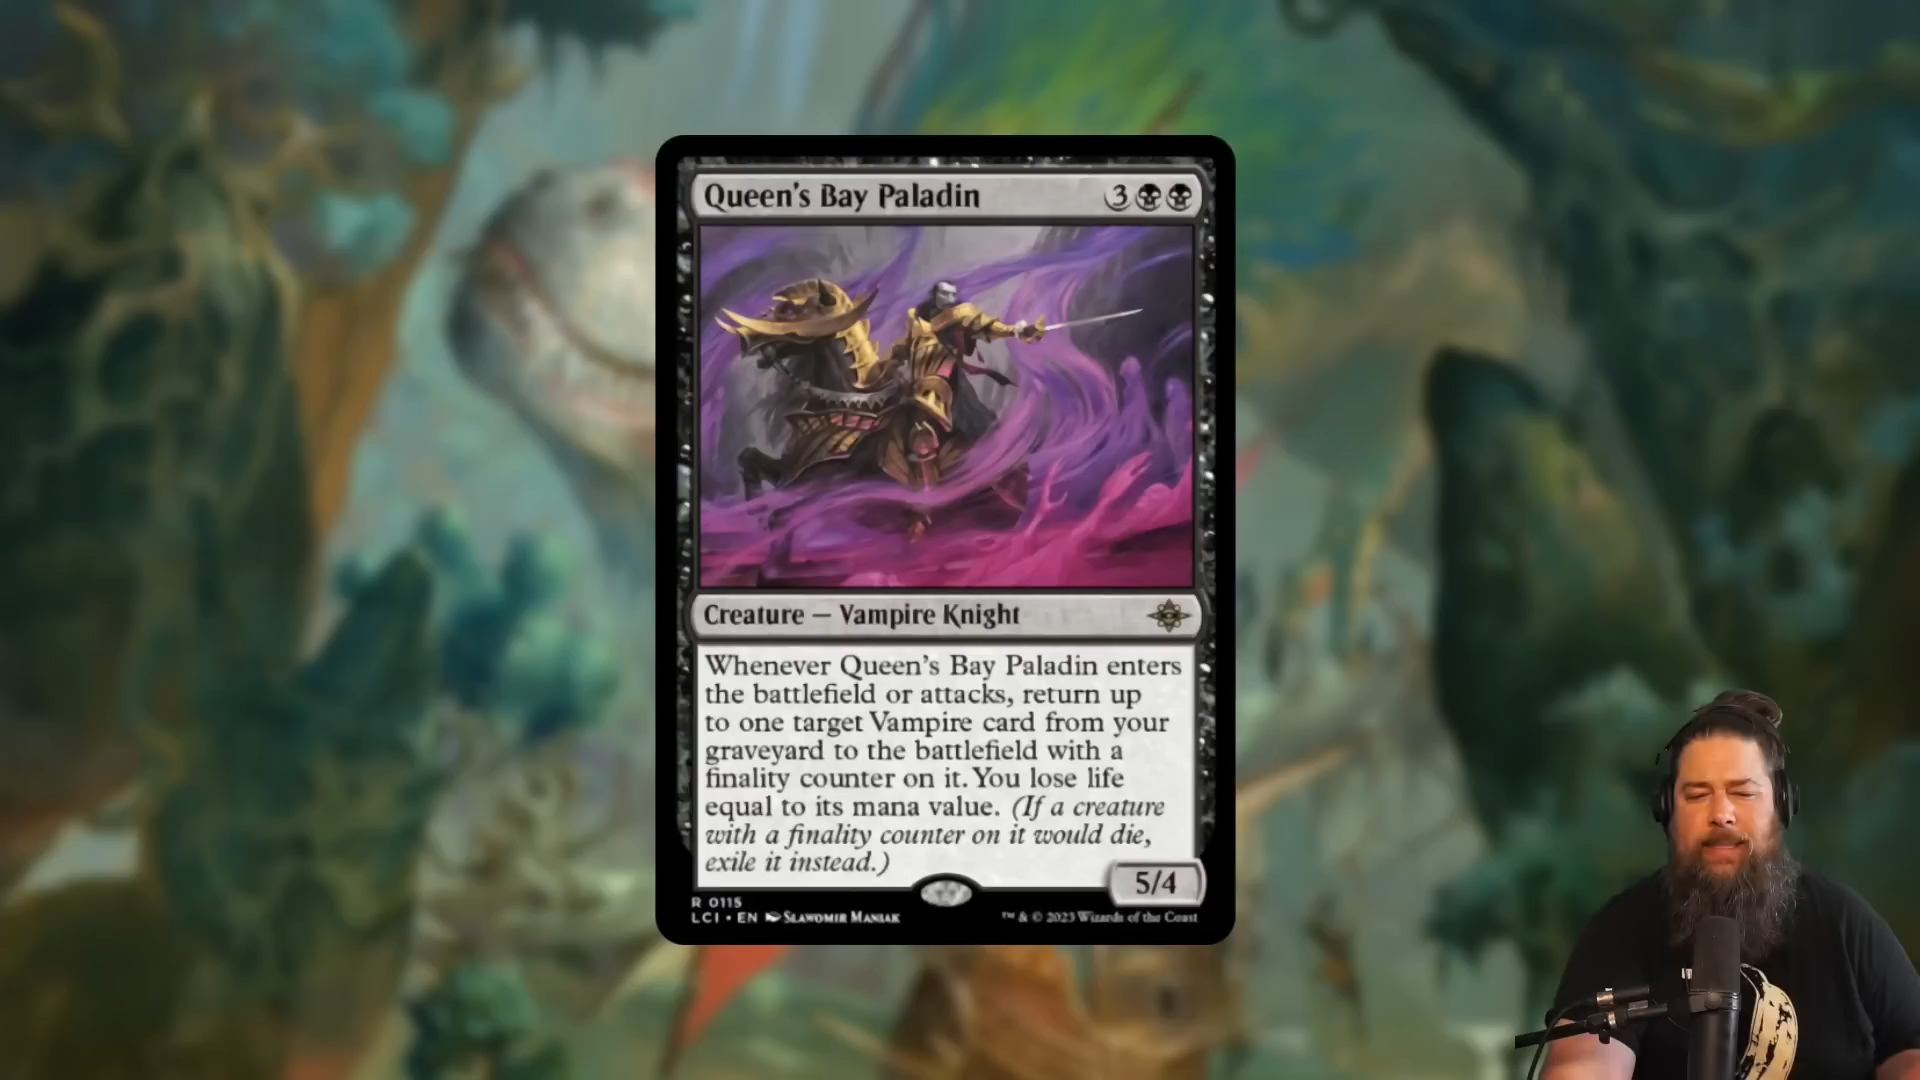 Queen's Bay Paladin 3
Creature — Vampire Knight
Whenever Queen's Bay Paladin enters
the battlefield or attacks, return up
to one target Vampire card from your
graveyard to the battlefield with a
finality counter on it. You lose life
equal to its mana value. (If a creature
with a finality counter on it would die,
exile it instead.)
5/4
R 0115
LCI • EN Slawomir Maniak
™ & © 2023 Wizards of the Coast